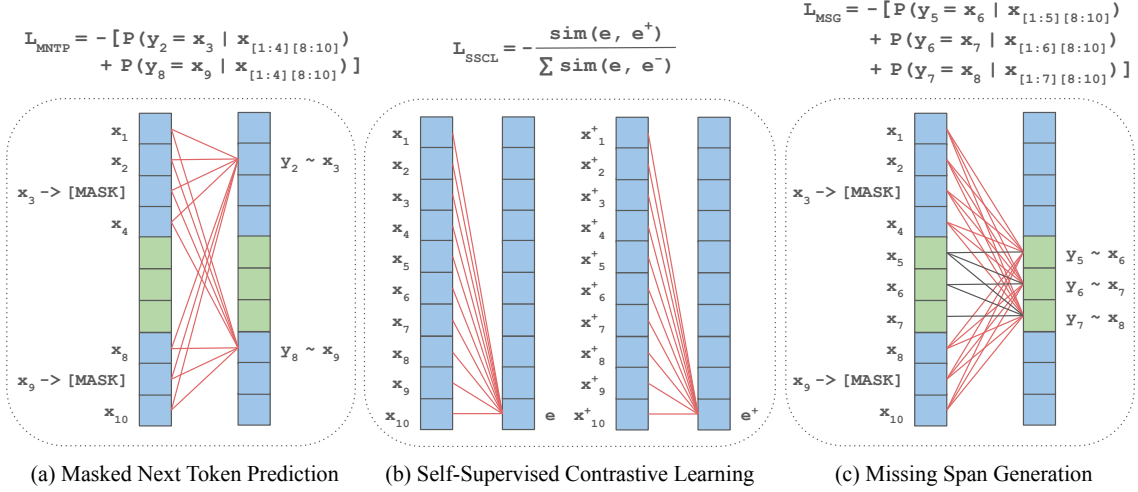 L_MNTP = -[P(y_2 = x_3 | x_[1:4][8:10])
+ P(y_8 = x_9 | x_[1:4][8:10])]
x_1
x_2
x_3 -> [MASK]
x_4
x_8
x_9 -> [MASK]
x_10
y_2 ~ x_3
y_8 ~ x_9
(a) Masked Next Token Prediction
L_SSCL = - sim(e, e^+) / ∑ sim(e, e^-)
x_1
x_2
x_3
x_4
x_5
x_6
x_7
x_8
x_9
x_10
e
x^+_1
x^+_2
x^+_3
x^+_4
x^+_5
x^+_6
x^+_7
x^+_8
x^+_9
x^+_10
e^+
(b) Self-Supervised Contrastive Learning
L_MSG = -[P(y_5 = x_6 | x_[1:5][8:10])
+ P(y_6 = x_7 | x_[1:6][8:10])
+ P(y_7 = x_8 | x_[1:7][8:10])]
x_1
x_2
x_3 -> [MASK]
x_4
x_5
x_6
x_7
x_8
x_9 -> [MASK]
x_10
y_5 ~ x_6
y_6 ~ x_7
y_7 ~ x_8
(c) Missing Span Generation